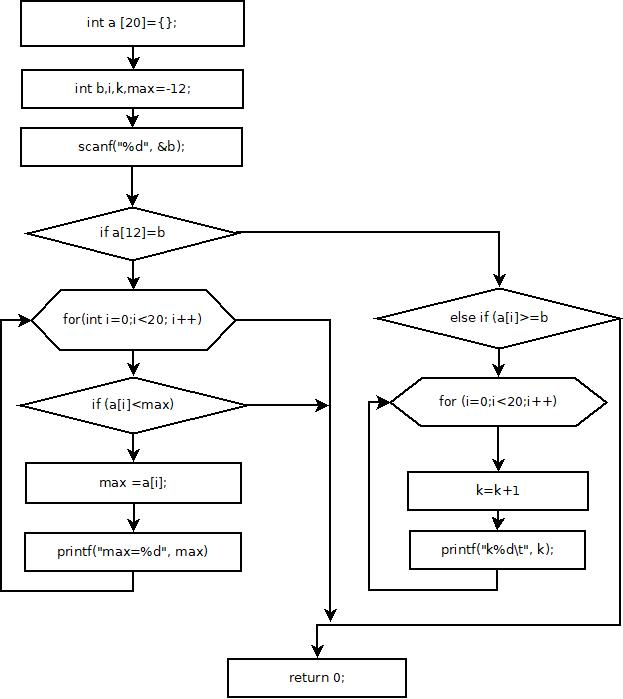 int a [20]={};
int b,i,k,max=-12;
scanf("%d", &b);
if a[12]=b
for(int i=0;i<20; i++)
else if (a[i]>=b
if (a[i]<max)
for (i=0;i<20;i++)
max =a[i];
k=k+1
printf("max=%d", max)
printf("k%d\t", k);
return 0;